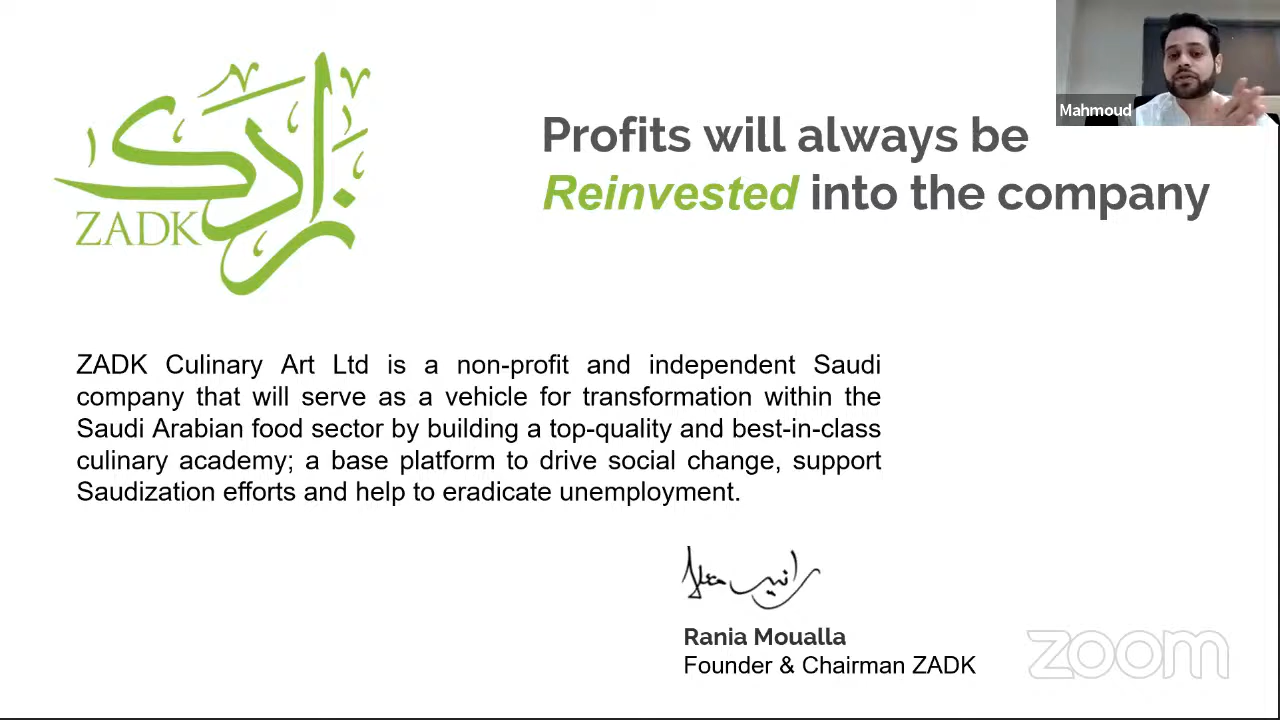 زادك
ZADK
Profits will always be
Reinvested into the company
Mahmoud
ZADK Culinary Art Ltd is a non-profit and independent Saudi
company that will serve as a vehicle for transformation within the
Saudi Arabian food sector by building a top-quality and best-in-class
culinary academy; a base platform to drive social change, support
Saudization efforts and help to eradicate unemployment.
Rania Moualla
Founder & Chairman ZADK
zoom